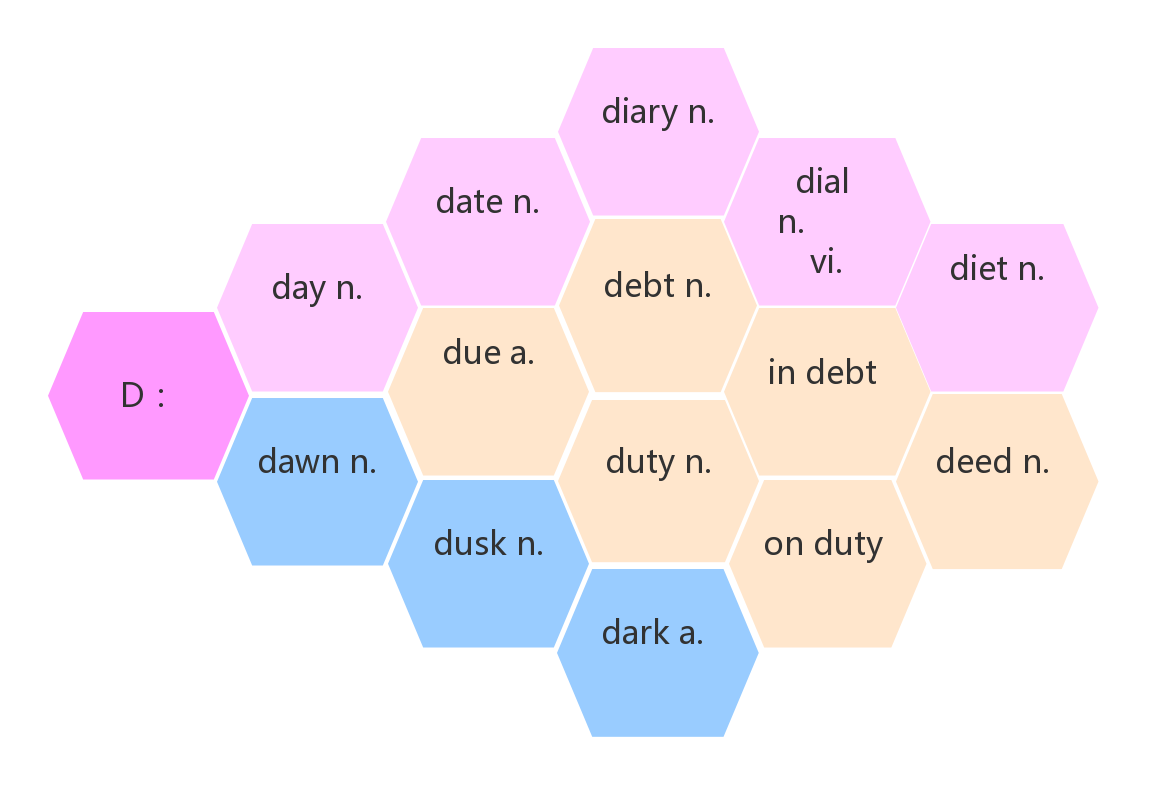 diary n.
date n.
dial
n.
vi.
day n.
diet n.
debt n.
due a.
in debt
D：
dawn n.
duty n.
deed n.
dusk n.
on duty
dark a.